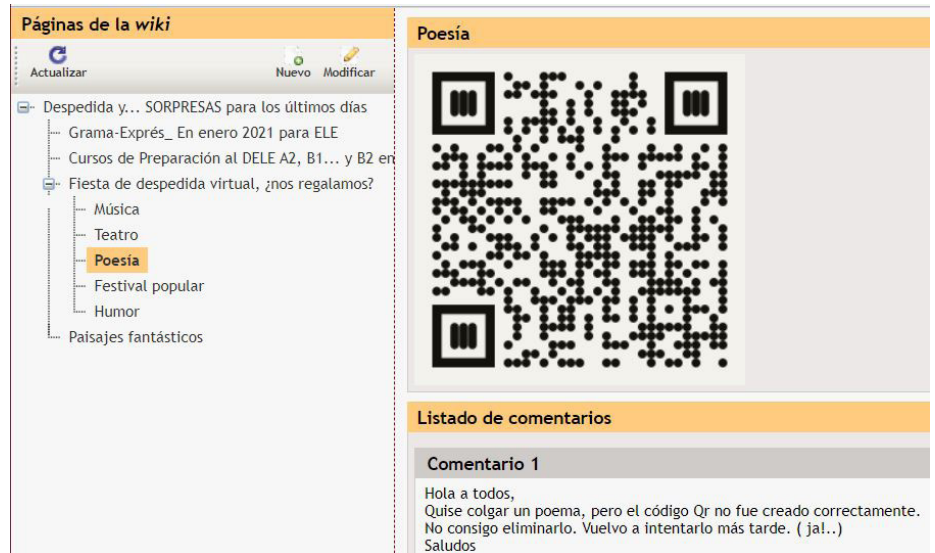 Páginas de la wiki
Actualizar
Nuevo Modificar
Despedida y... SORPRESAS para los últimos días
Grama-Exprés_ En enero 2021 para ELE
Cursos de Preparación al DELE A2, B1... y B2 en
Fiesta de despedida virtual, ¿nos regalamos?
Música
Teatro
Poesía
Festival popular
Humor
Paisajes fantásticos
Poesía
Listado de comentarios
Comentario 1
Hola a todos,
Quise colgar un poema, pero el código Qr no fue creado correctamente.
No consigo eliminarlo. Vuelvo a intentarlo más tarde. ( ja!..)
Saludos